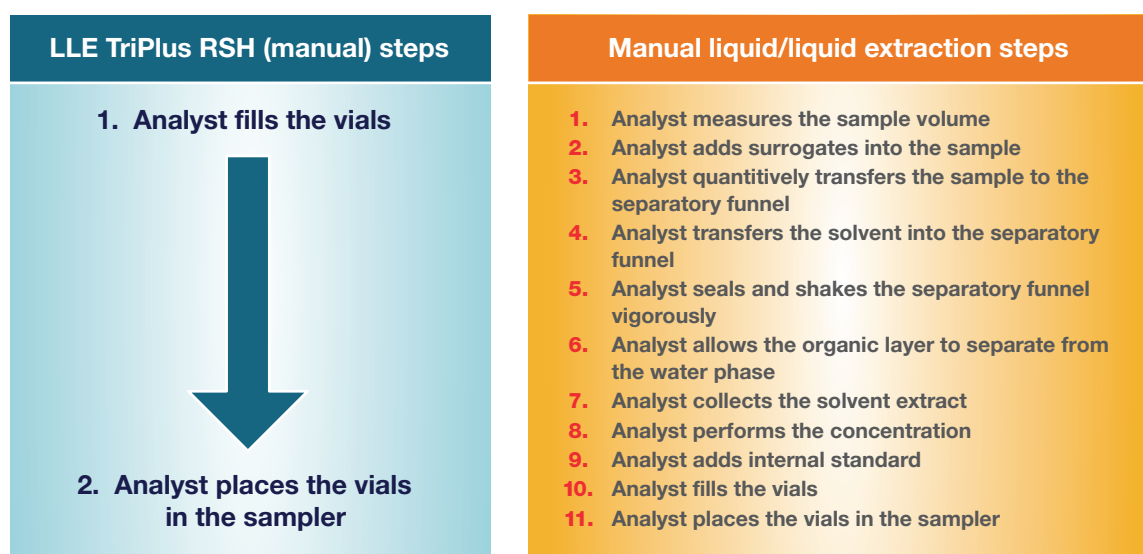 LLE TriPlus RSH (manual) steps
1. Analyst fills the vials
2. Analyst places the vials
in the sampler
Manual liquid/liquid extraction steps
1. Analyst measures the sample volume
2. Analyst adds surrogates into the sample
3. Analyst quantitively transfers the sample to the
separatory funnel
4. Analyst transfers the solvent into the separatory
funnel
5. Analyst seals and shakes the separatory funnel
vigorously
6. Analyst allows the organic layer to separate from
the water phase
7. Analyst collects the solvent extract
8. Analyst performs the concentration
9. Analyst adds internal standard
10. Analyst fills the vials
11. Analyst places the vials in the sampler